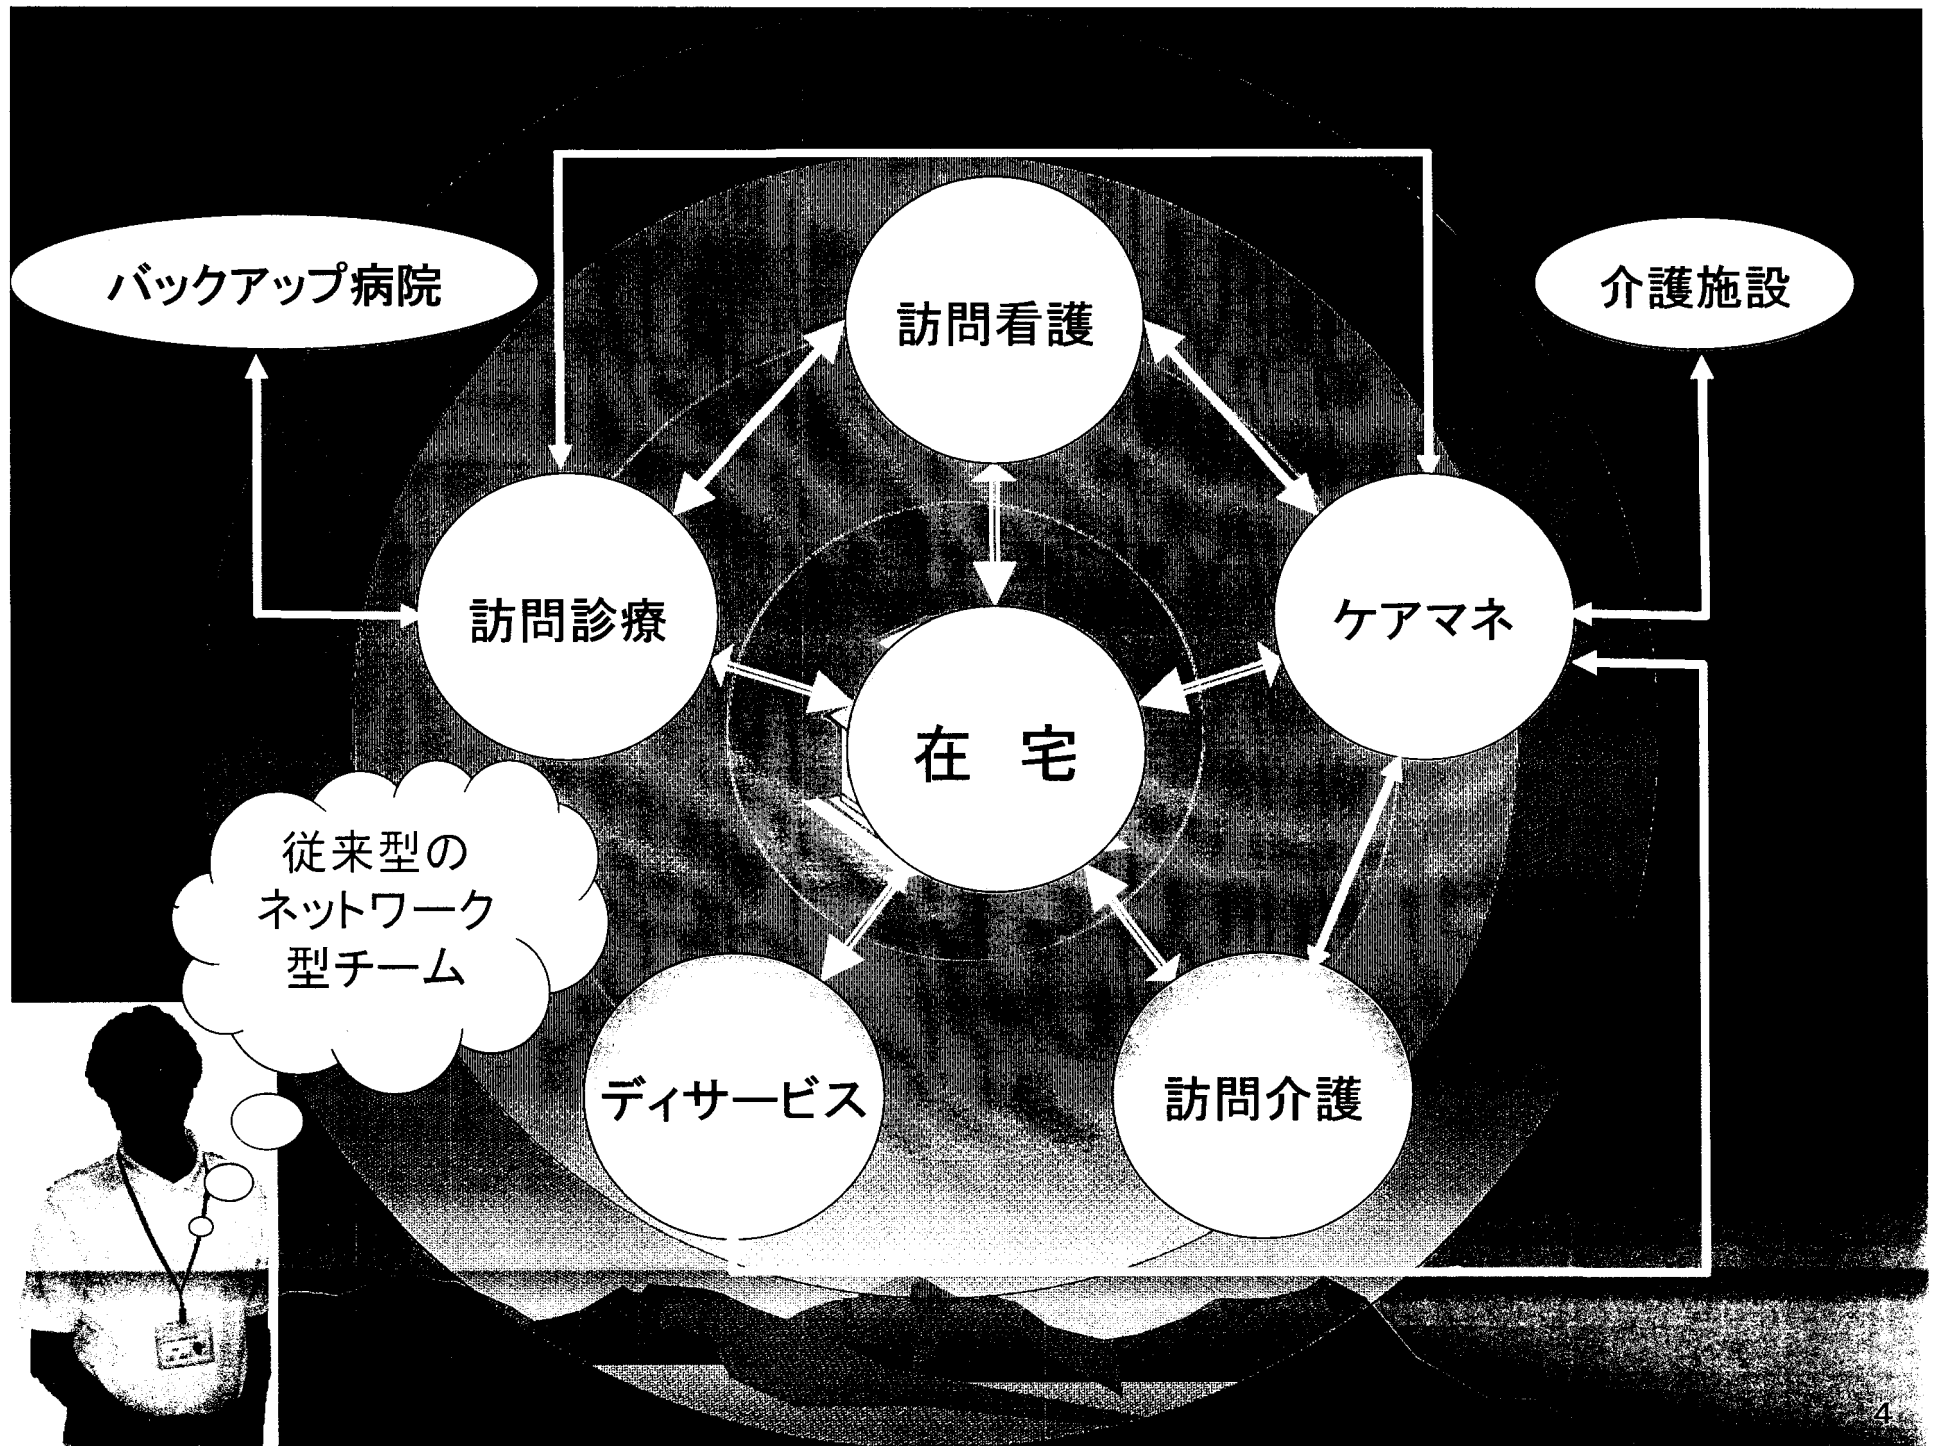 バックアップ病院
訪問看護
介護施設
訪問診療
ケアマネ
在 宅
従来型の
ネットワーク
型チーム
ディサービス
訪問介護
4